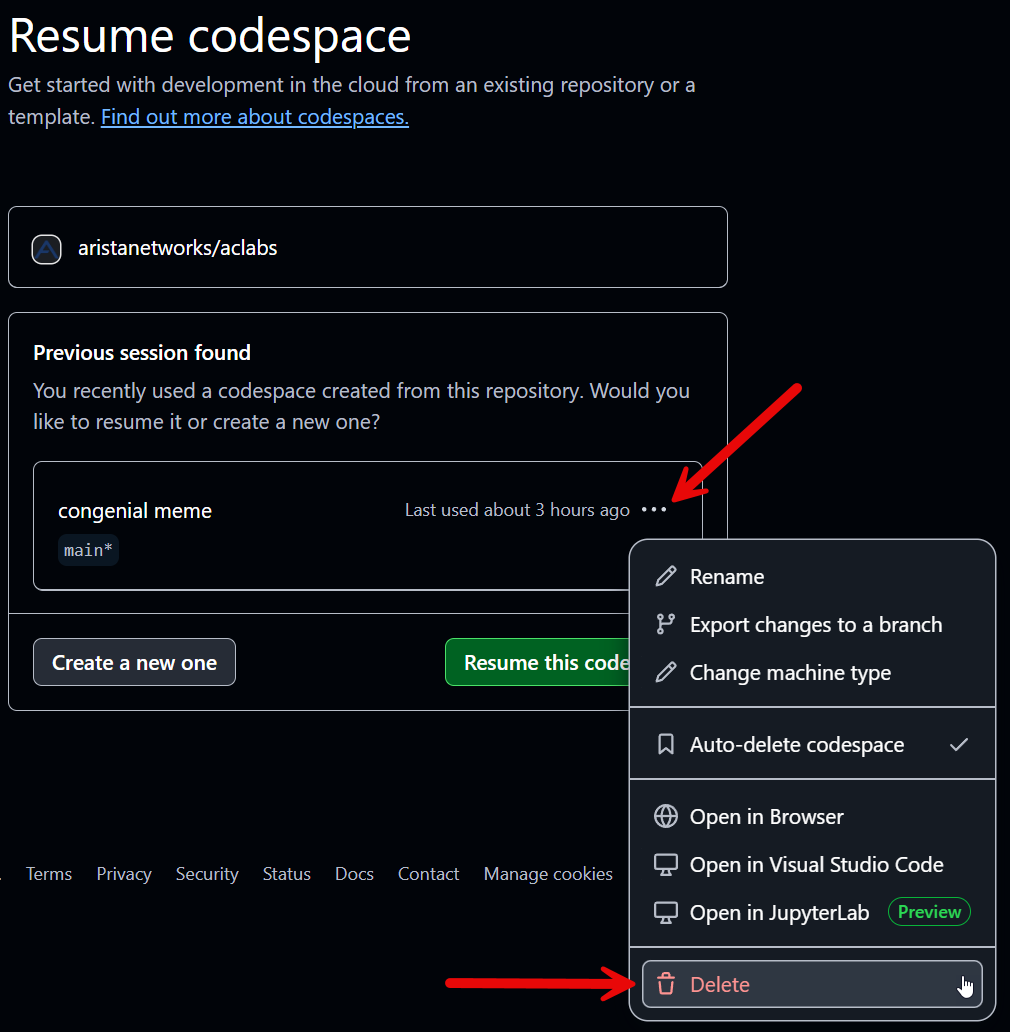 Resume codespace
Get started with development in the cloud from an existing repository or a
template. Find out more about codespaces.
aristanetworks/aclabs
Previous session found
You recently used a codespace created from this repository. Would you
like to resume it or create a new one?
congenial meme
Last used about 3 hours ago
main*
Create a new one
Resume this code
Rename
Export changes to a branch
Change machine type
Auto-delete codespace
Open in Browser
Open in Visual Studio Code
Open in JupyterLab Preview
Delete
Terms Privacy Security Status Docs Contact Manage cookies